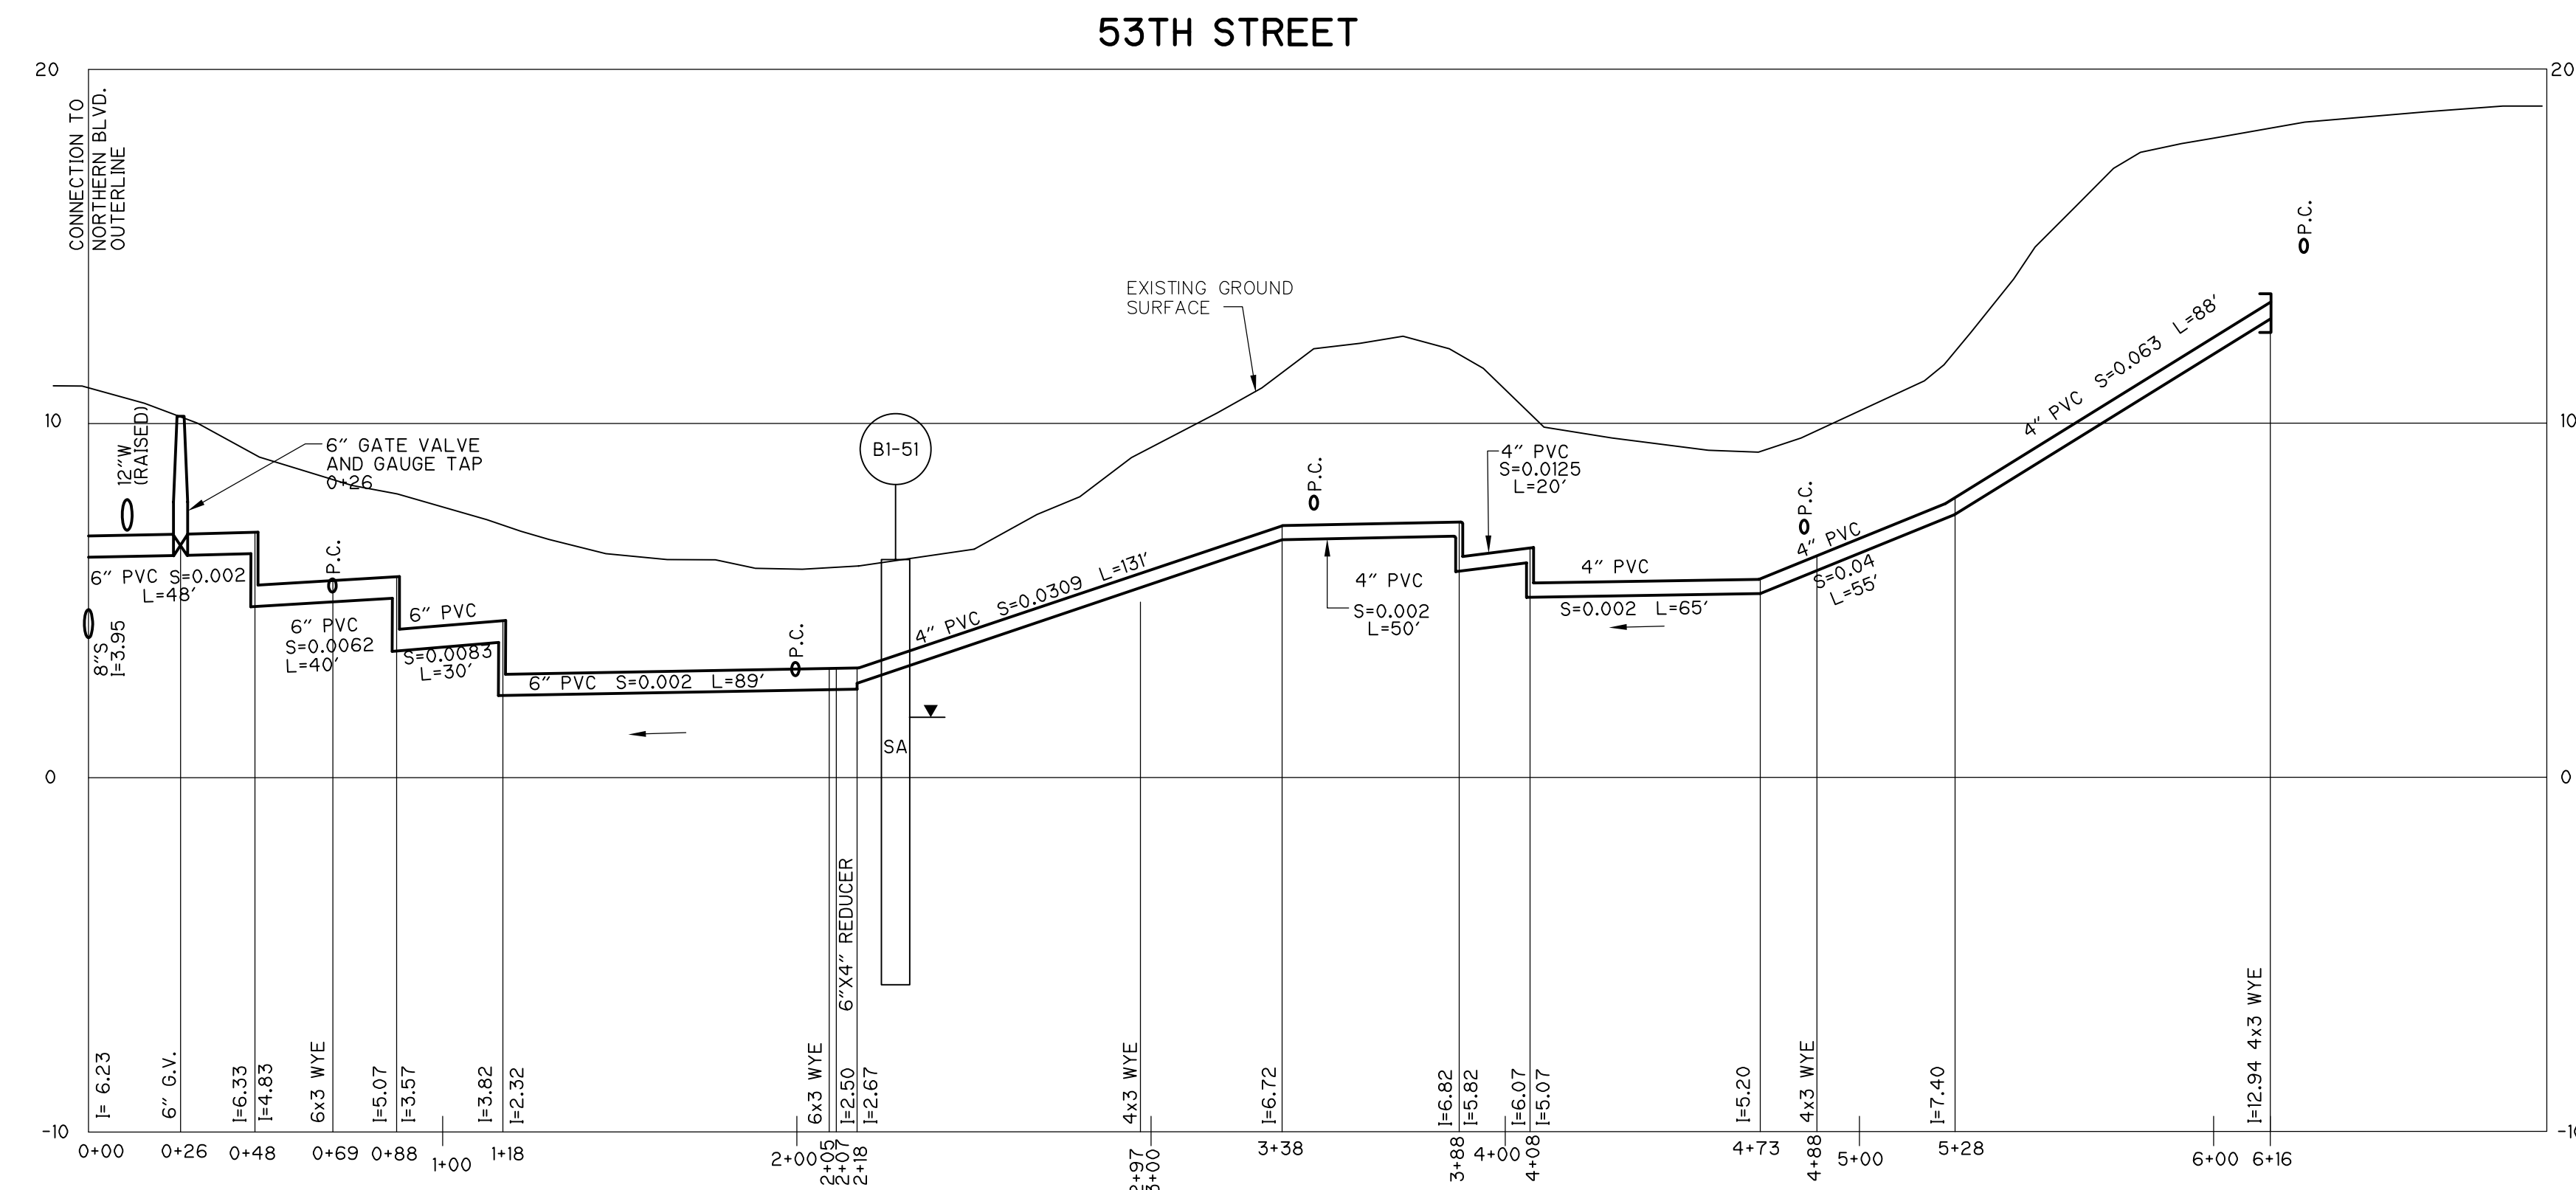 53TH STREET
20
20
CONNECTION TO
NORTHERN BLVD.
OUTERLINE
P.C.
EXISTING GROUND
SURFACE
4" PVC S=0.063 L=88'
10
10
12"W
(RAISED)
6" GATE VALVE
AND GAUGE TAP
0+26
B1-51
P.C.
4" PVC
S=0.0125
L=20'
P.C.
P.C.
6" PVC S=0.002
L=48'
8"S
I=3.95
6" PVC
S=0.0062
L=40'
6" PVC
S=0.0083
L=30'
P.C.
6" PVC S=0.002 L=89'
4" PVC S=0.0309 L=131'
4" PVC
S=0.002
L=50'
4" PVC
S=0.002 L=65'
4" PVC
S=0.04
L=55'
SA
0
0
6"X4" REDUCER
I= 6.23
6" G.V.
I=6.33
I=4.83
6x3 WYE
I=5.07
I=3.57
I=3.82
I=2.32
6x3 WYE
I=2.50
I=2.67
4x3 WYE
I=6.72
I=6.82
I=5.82
I=6.07
I=5.07
I=5.20
4x3 WYE
I=7.40
I=12.94 4x3 WYE
-10
-10
0+00
0+26
0+48
0+69
0+88
1+00
1+18
2+00
2+05
2+07
2+18
2+97
3+00
3+38
3+88
4+00
4+08
4+73
4+88
5+00
5+28
6+00
6+16